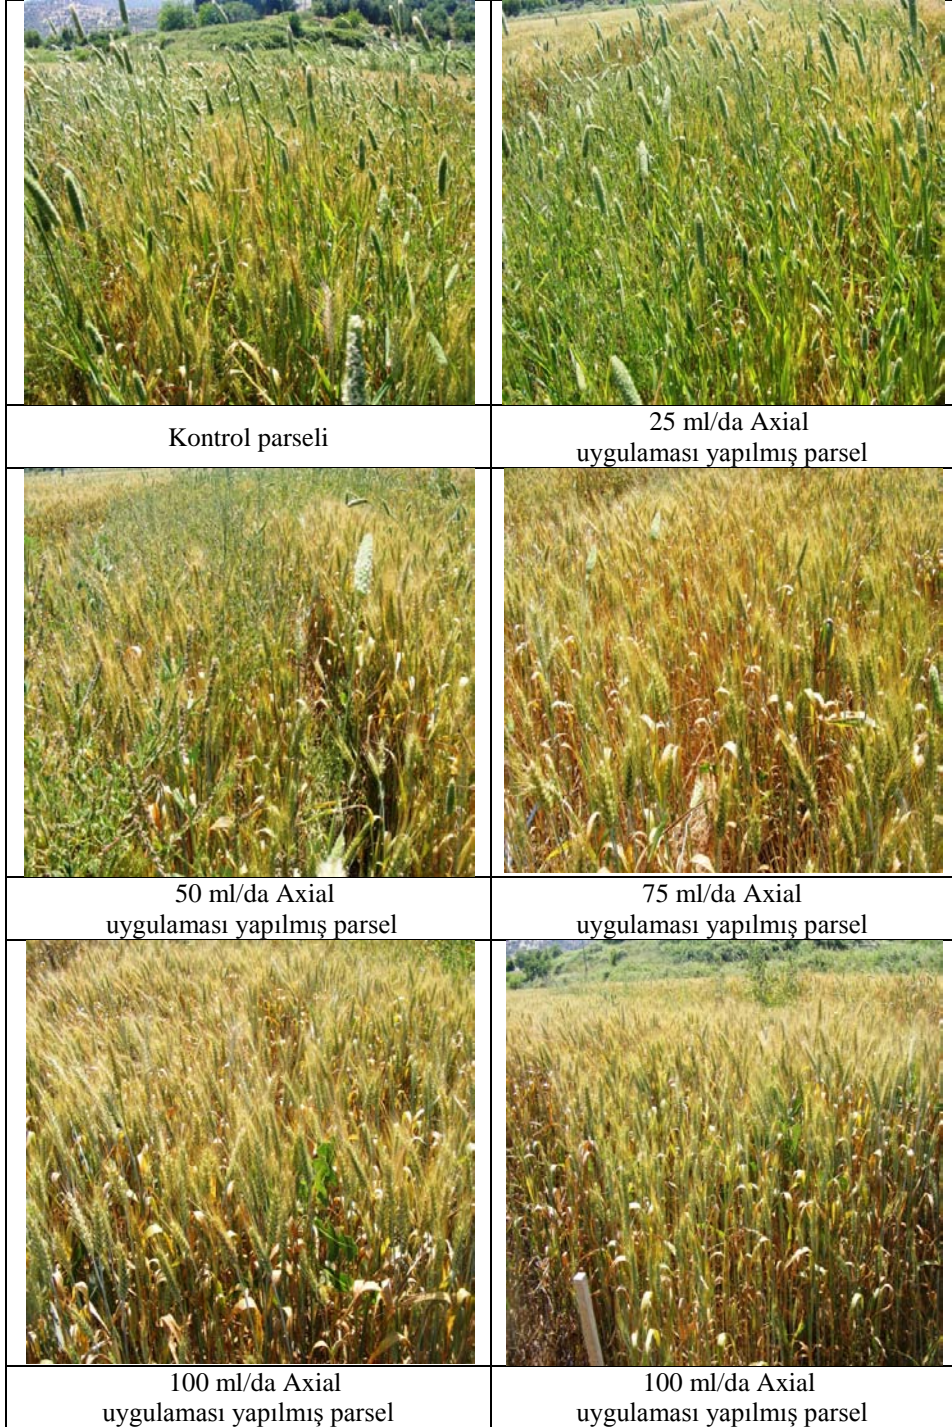 Kontrol parseli
25 ml/da Axial
uygulaması yapılmış parsel
50 ml/da Axial
uygulaması yapılmış parsel
75 ml/da Axial
uygulaması yapılmış parsel
100 ml/da Axial
uygulaması yapılmış parsel
100 ml/da Axial
uygulaması yapılmış parsel